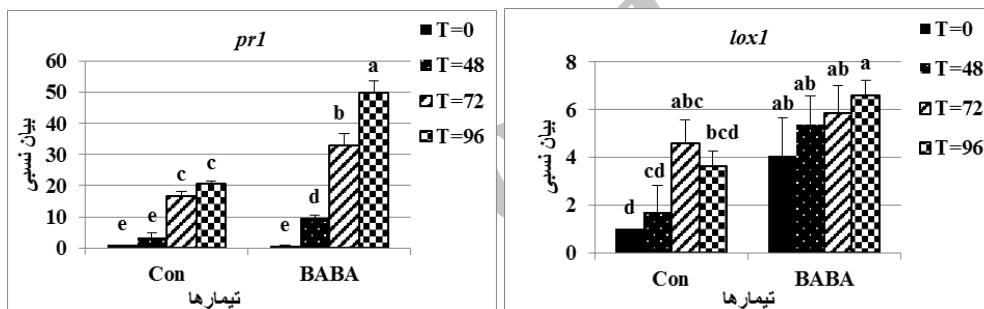 pr1
60
50
40
30
20
10
0
بیان نسبی
e e c c e d b a
Con BABA
تیمارها
T=0
T=48
T=72
T=96
lox1
8
6
4
2
0
بیان نسبی
d cd abc bcd ab ab ab a
Con BABA
تیمارها
T=0
T=48
T=72
T=96